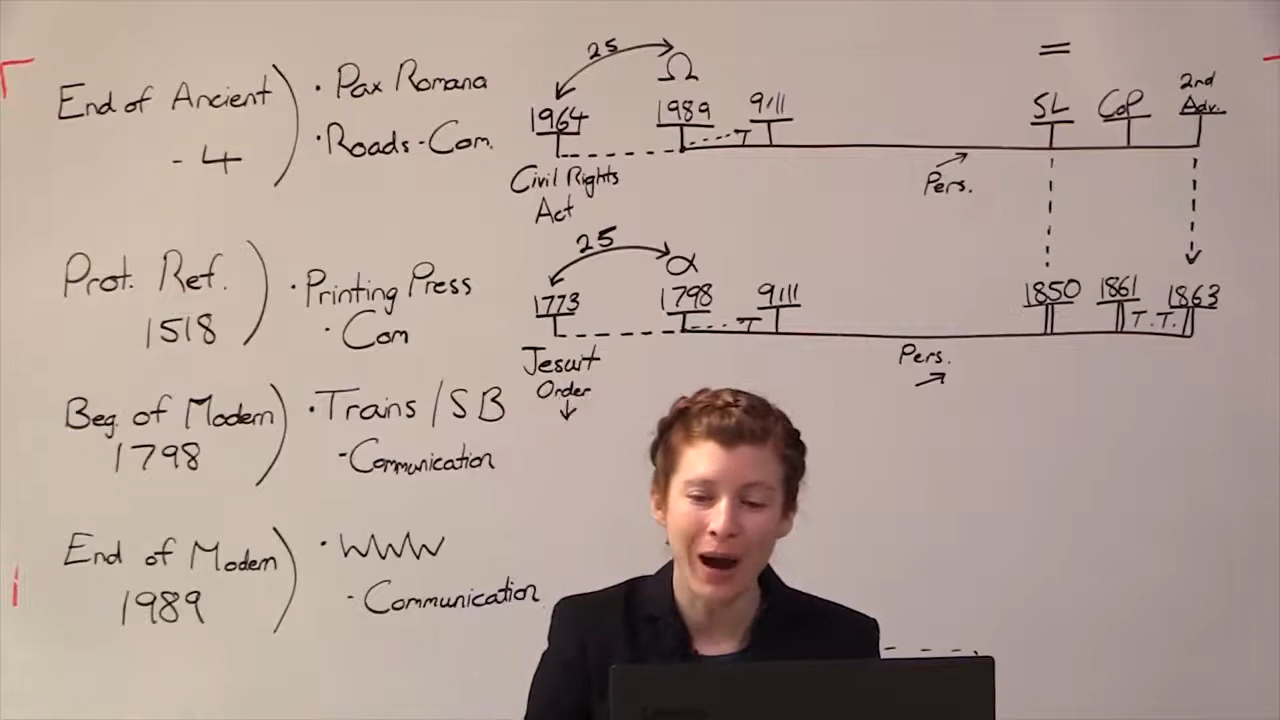 End of Ancient
- 4
· Pax Romana
· Roads - Com.
Prot. Ref.
1518
· Printing Press
· Com
Beg. of Modern
1798
· Trains / SB
- Communication
End of Modern
1989
· WWW
- Communication
25
Ω
=
1964 1989 9/11 SL CoP 2nd Adv.
T
Civil Rights
Act
Pers.
25
α
1773 1798 9/11 1850 1861 1863
T T.T.
Jesuit
Order
Pers.